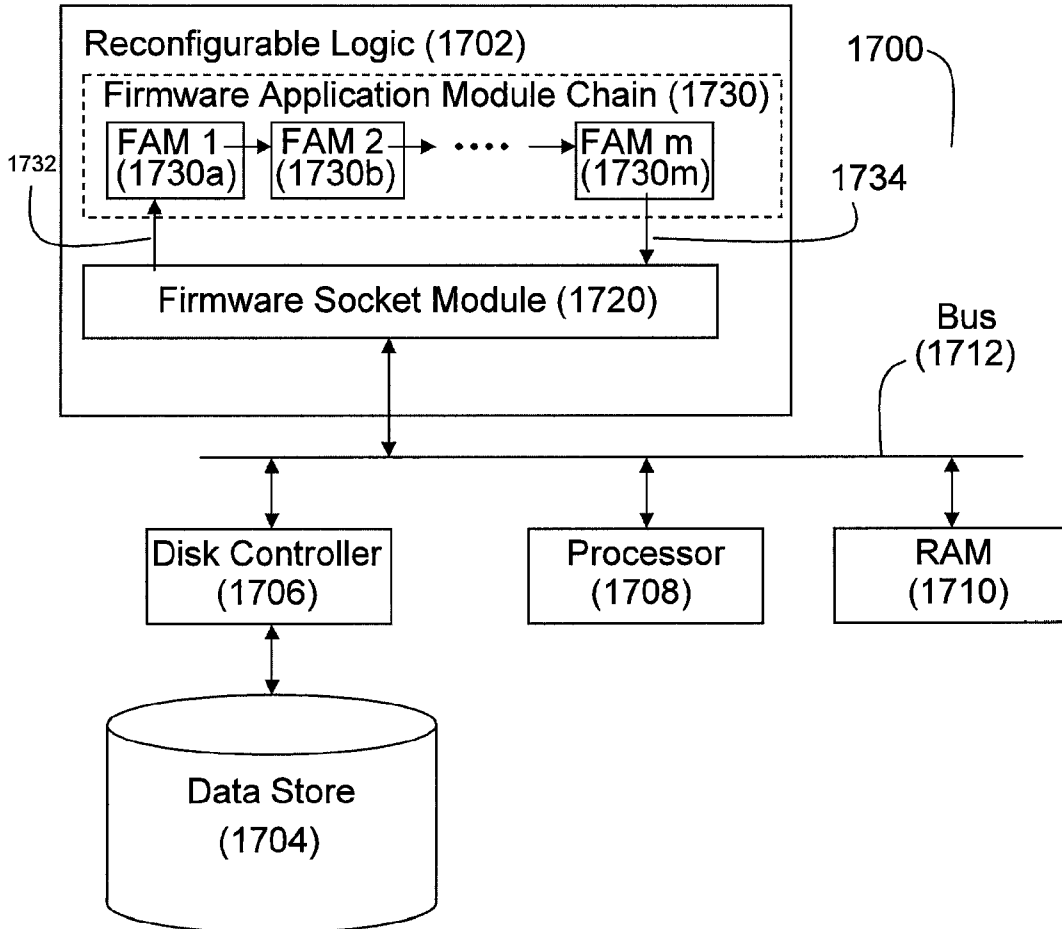 Reconfigurable Logic (1702)
1700
Firmware Application Module Chain (1730)
FAM 1
(1730a)
FAM 2
(1730b)
....
FAM m
(1730m)
1732
1734
Firmware Socket Module (1720)
Bus
(1712)
Disk Controller
(1706)
Processor
(1708)
RAM
(1710)
Data Store
(1704)